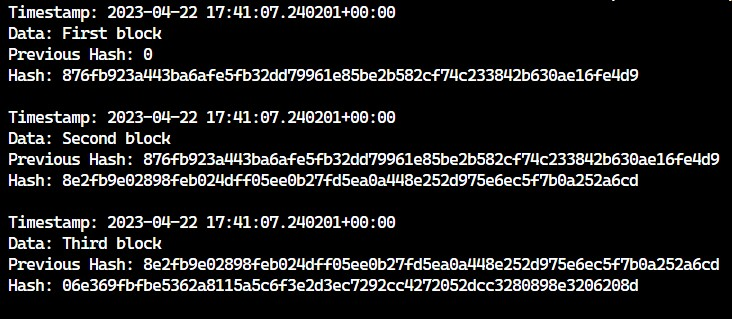 Timestamp: 2023-04-22 17:41:07.240201+00:00
Data: First block
Previous Hash: 0
Hash: 876fb923a443ba6afe5fb32dd79961e85be2b582cf74c233842b630ae16fe4d9
Timestamp: 2023-04-22 17:41:07.240201+00:00
Data: Second block
Previous Hash: 876fb923a443ba6afe5fb32dd79961e85be2b582cf74c233842b630ae16fe4d9
Hash: 8e2fb9e02898feb024dff05ee0b27fd5ea0a448e252d975e6ec5f7b0a252a6cd
Timestamp: 2023-04-22 17:41:07.240201+00:00
Data: Third block
Previous Hash: 8e2fb9e02898feb024dff05ee0b27fd5ea0a448e252d975e6ec5f7b0a252a6cd
Hash: 06e369fbfbe5362a8115a5c6f3e2d3ec7292cc4272052dcc3280898e3206208d